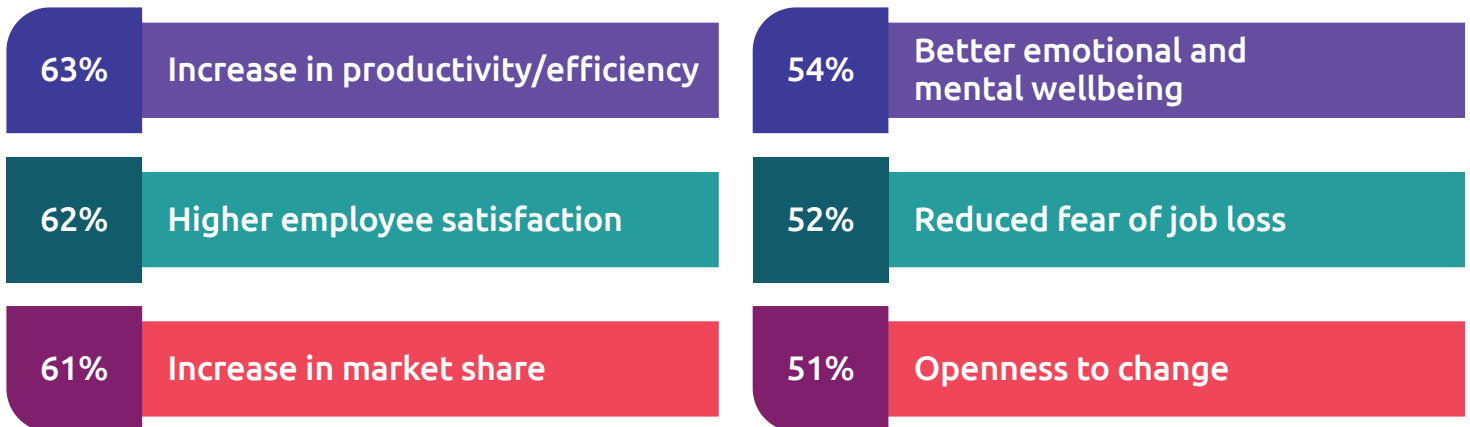 63%
Increase in productivity/efficiency
62%
Higher employee satisfaction
61%
Increase in market share
54%
Better emotional and
mental wellbeing
52%
Reduced fear of job loss
51%
Openness to change